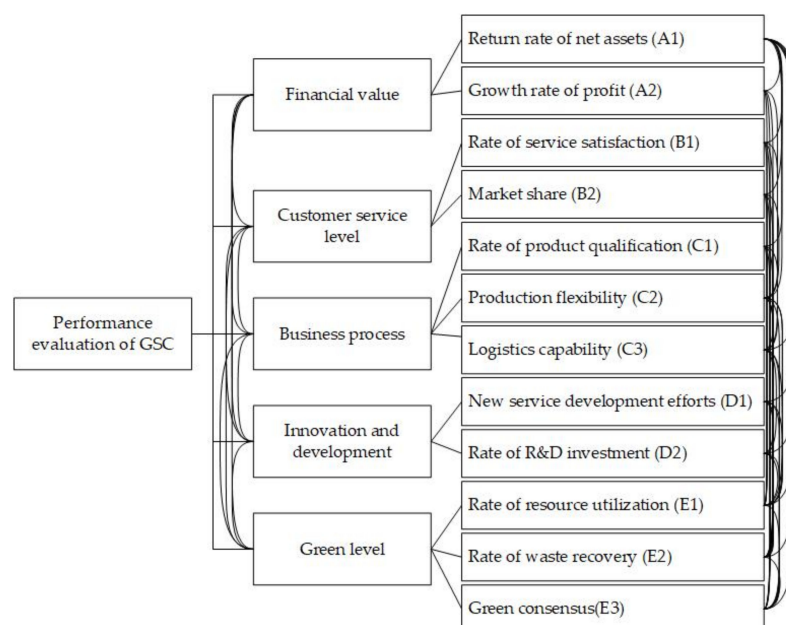 Performance
evaluation of GSC
Financial value
Customer service
level
Business process
Innovation and
development
Green level
Return rate of net assets (A1)
Growth rate of profit (A2)
Rate of service satisfaction (B1)
Market share (B2)
Rate of product qualification (C1)
Production flexibility (C2)
Logistics capability (C3)
New service development efforts (D1)
Rate of R&D investment (D2)
Rate of resource utilization (E1)
Rate of waste recovery (E2)
Green consensus(E3)